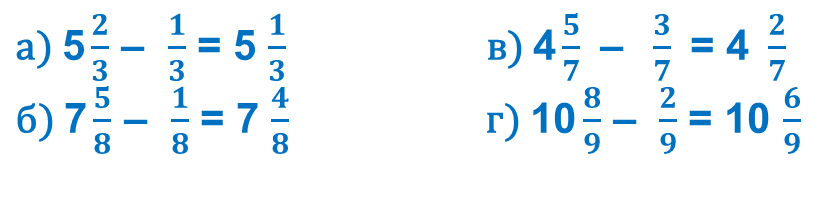 а) 5 2/3 – 1/3 = 5 1/3
б) 7 5/8 – 1/8 = 7 4/8
в) 4 5/7 – 3/7 = 4 2/7
г) 10 8/9 – 2/9 = 10 6/9